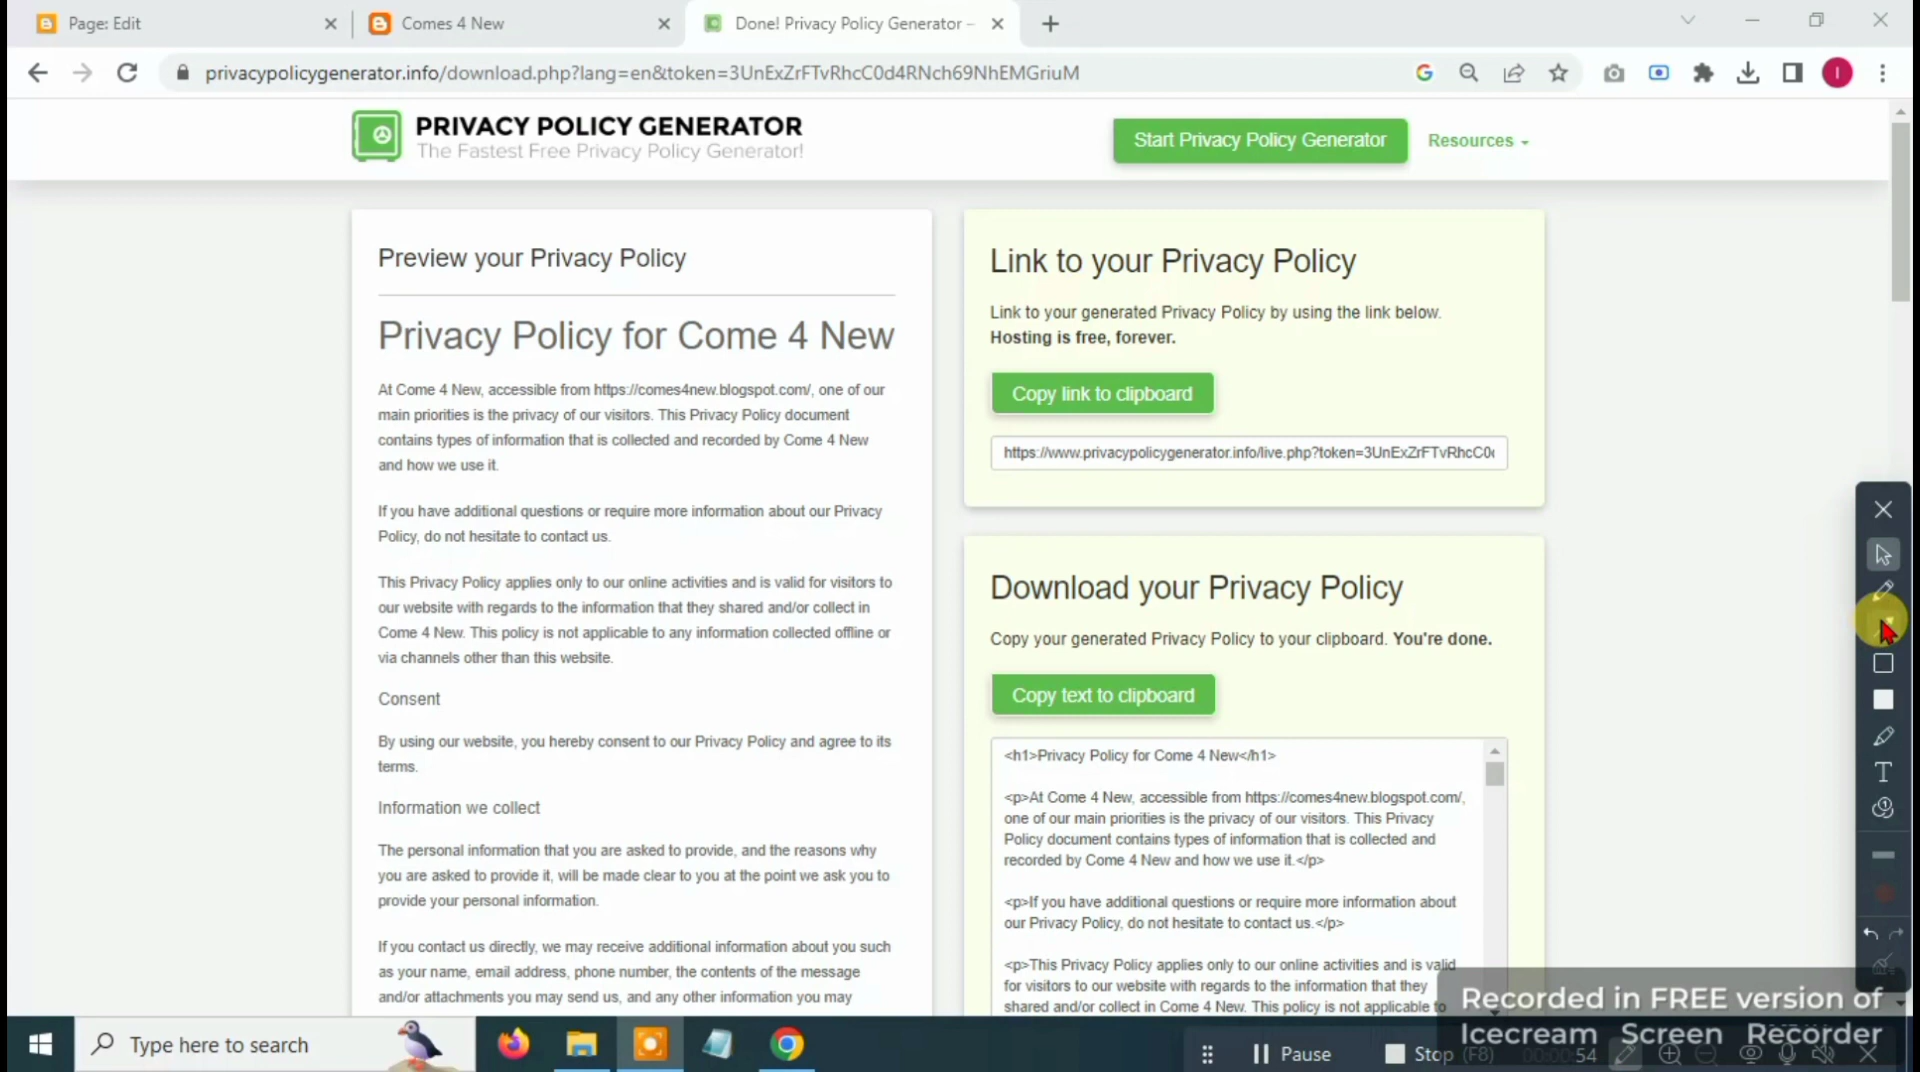 Page: Edit
Comes 4 New
Done! Privacy Policy Generator –
privacypolicygenerator.info/download.php?lang=en&token=3UnExZrFTvRhcC0d4RNch69NhEMGriuM
I
PRIVACY POLICY GENERATOR
The Fastest Free Privacy Policy Generator!
Start Privacy Policy Generator
Resources
Preview your Privacy Policy
Privacy Policy for Come 4 New
At Come 4 New, accessible from https://comes4new.blogspot.com/, one of our
main priorities is the privacy of our visitors. This Privacy Policy document
contains types of information that is collected and recorded by Come 4 New
and how we use it.
If you have additional questions or require more information about our Privacy
Policy, do not hesitate to contact us.
This Privacy Policy applies only to our online activities and is valid for visitors to
our website with regards to the information that they shared and/or collect in
Come 4 New. This policy is not applicable to any information collected offline or
via channels other than this website.
Consent
By using our website, you hereby consent to our Privacy Policy and agree to its
terms.
Information we collect
The personal information that you are asked to provide, and the reasons why
you are asked to provide it, will be made clear to you at the point we ask you to
provide your personal information.
If you contact us directly, we may receive additional information about you such
as your name, email address, phone number, the contents of the message
and/or attachments you may send us, and any other information you may
Link to your Privacy Policy
Link to your generated Privacy Policy by using the link below.
Hosting is free, forever.
Copy link to clipboard
https://www.privacypolicygenerator.info/live.php?token=3UnExZrFTvRhcC0
Download your Privacy Policy
Copy your generated Privacy Policy to your clipboard. You're done.
Copy text to clipboard
<h1>Privacy Policy for Come 4 New</h1>
<p>At Come 4 New, accessible from https://comes4new.blogspot.com/,
one of our main priorities is the privacy of our visitors. This Privacy
Policy document contains types of information that is collected and
recorded by Come 4 New and how we use it.</p>
<p>If you have additional questions or require more information about
our Privacy Policy, do not hesitate to contact us.</p>
<p>This Privacy Policy applies only to our online activities and is valid
for visitors to our website with regards to the information that they
shared and/or collect in Come 4 New. This policy is not applicable to
T
Recorded in FREE version of
Icecream Screen Recorder
Type here to search
Pause
Stop (F8)
00:00:54